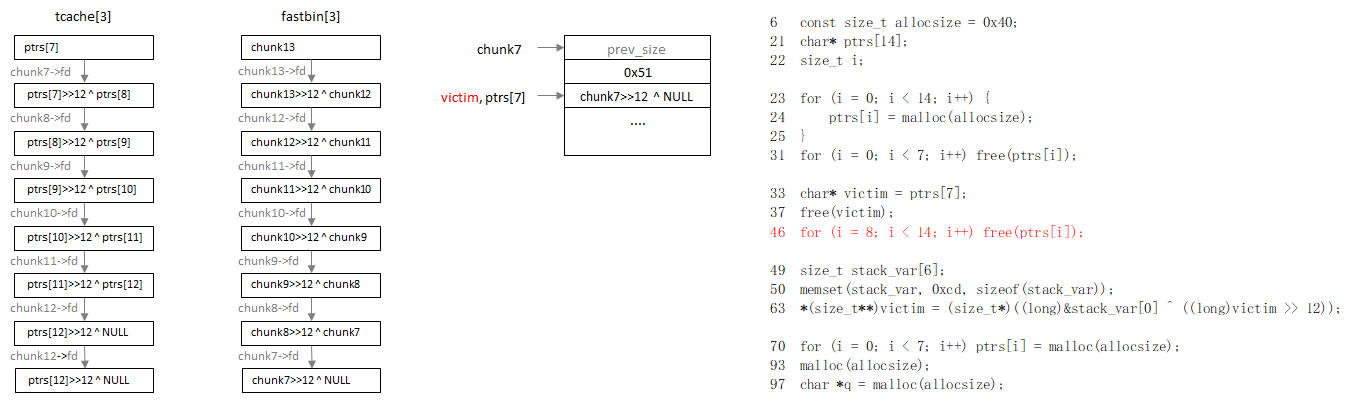 tcache[3]
ptrs[7]
chunk7->fd
ptrs[7]>>12 ^ ptrs[8]
chunk8->fd
ptrs[8]>>12 ^ ptrs[9]
chunk9->fd
ptrs[9]>>12 ^ ptrs[10]
chunk10->fd
ptrs[10]>>12 ^ ptrs[11]
chunk11->fd
ptrs[11]>>12 ^ ptrs[12]
chunk12->fd
ptrs[12]>>12 ^ NULL
chunk12->fd
ptrs[12]>>12 ^ NULL
fastbin[3]
chunk13
chunk13->fd
chunk13>>12 ^ chunk12
chunk12->fd
chunk12>>12 ^ chunk11
chunk11->fd
chunk11>>12 ^ chunk10
chunk10->fd
chunk10>>12 ^ chunk9
chunk9->fd
chunk9>>12 ^ chunk8
chunk8->fd
chunk8>>12 ^ chunk7
chunk7->fd
chunk7>>12 ^ NULL
chunk7
prev_size
0x51
victim, ptrs[7]
chunk7>>12 ^ NULL
....
6 const size_t allocsize = 0x40;
21 char* ptrs[14];
22 size_t i;
23 for (i = 0; i < 14; i++) {
24 ptrs[i] = malloc(allocsize);
25 }
31 for (i = 0; i < 7; i++) free(ptrs[i]);
33 char* victim = ptrs[7];
37 free(victim);
46 for (i = 8; i < 14; i++) free(ptrs[i]);
49 size_t stack_var[6];
50 memset(stack_var, 0xcd, sizeof(stack_var));
63 *(size_t**)victim = (size_t*)((long)&stack_var[0] ^ ((long)victim >> 12));
70 for (i = 0; i < 7; i++) ptrs[i] = malloc(allocsize);
93 malloc(allocsize);
97 char *q = malloc(allocsize);